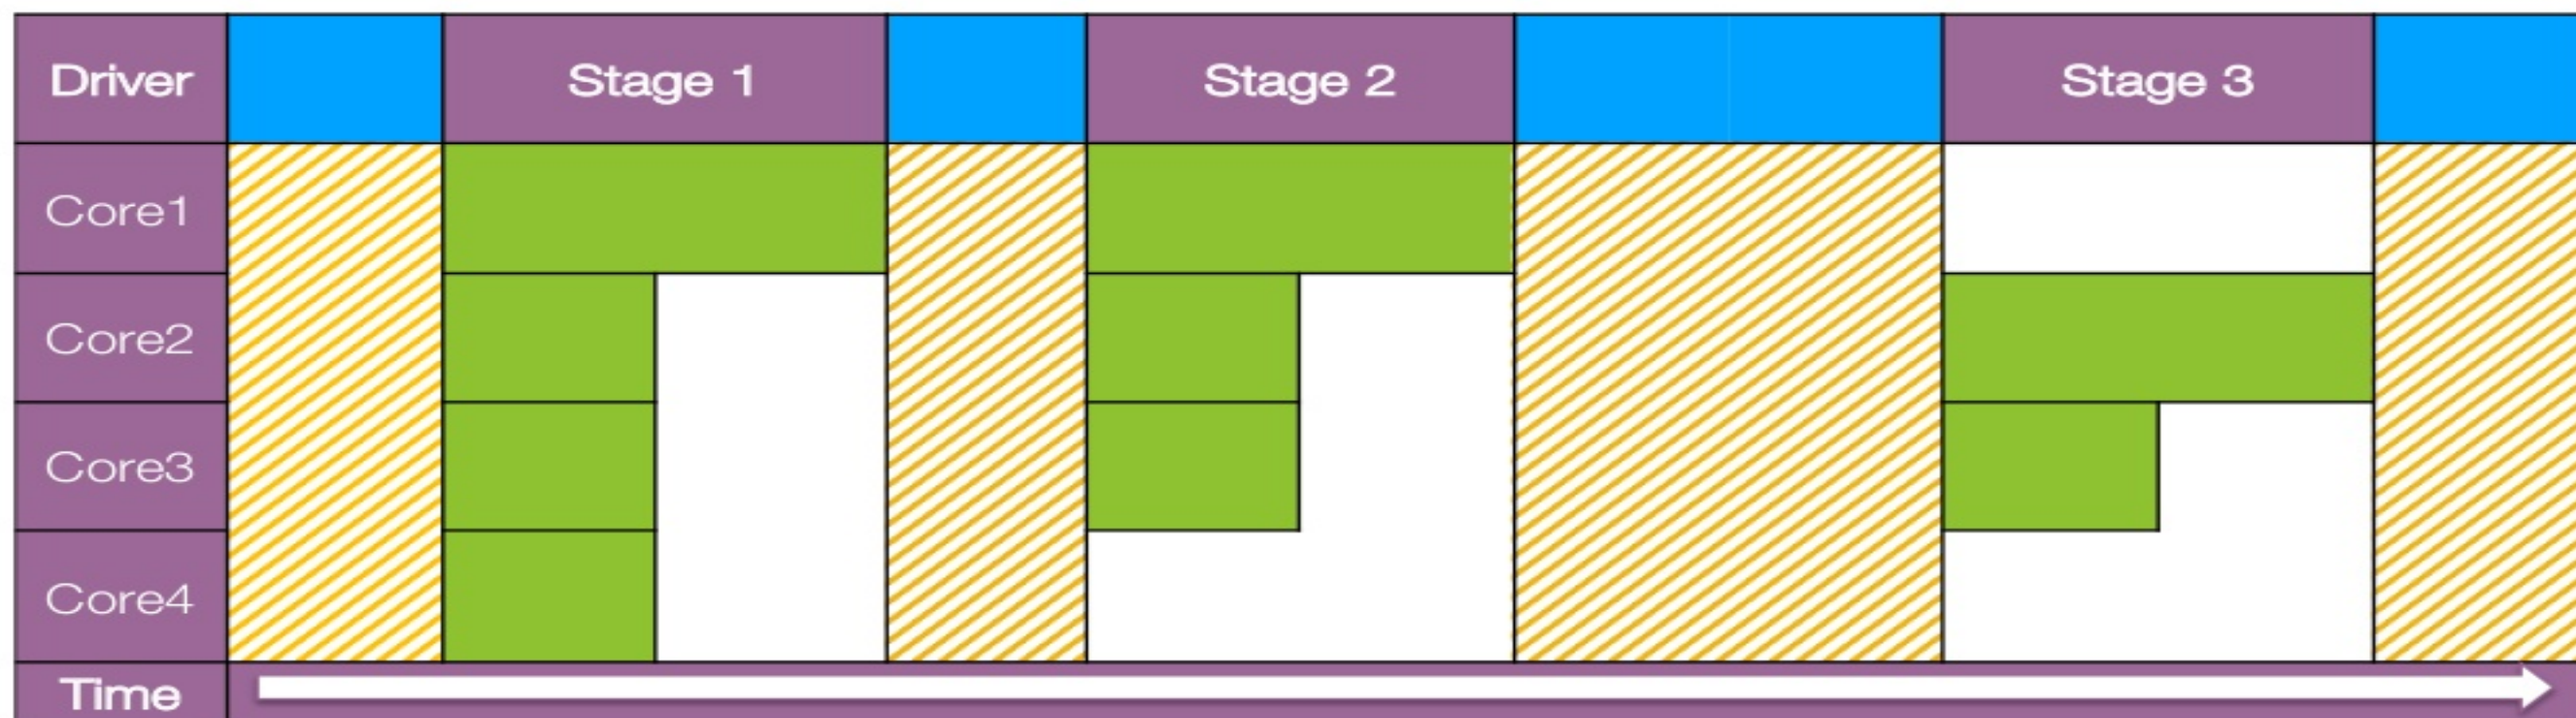 Driver Stage 1 Stage 2 Stage 3
Core1
Core2
Core3
Core4
Time